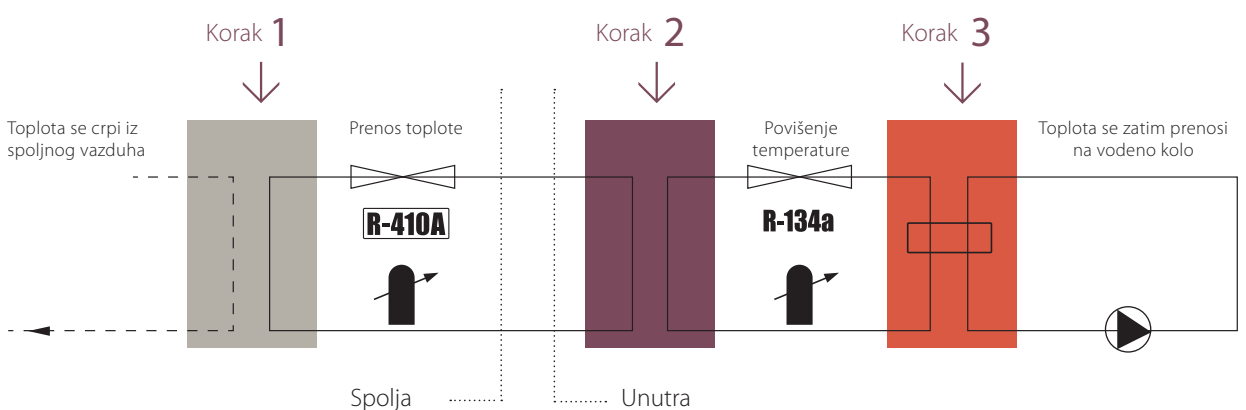 Korak 1
Korak 2
Korak 3
Toplota se crpi iz
spoljnog vazduha
Prenos toplote
Povišenje
temperature
Toplota se zatim prenosi
na vodeno kolo
R-410A
R-134a
Spolja
Unutra